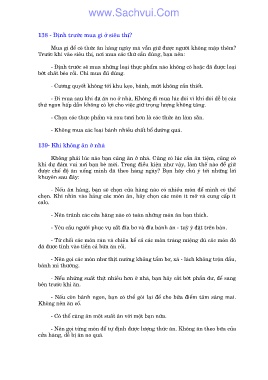 www.Sachvui.Com
138 - Định trước mua gì ở siêu thị?
Mua gì để có thức ăn hàng ngày mà vẫn giữ được người không mập thêm?
Trước khi vào siêu thị, nơi mua các thứ cần dùng, bạn nên:
- Định trước sẽ mua những loại thực phẩm nào không có hoặc đã được loại
bớt chất béo rồi. Chỉ mua đủ dùng.
- Cương quyết không tới khu kẹo, bánh, mứt không cần thiết.
- Đi mua sau khi đã ăn no ở nhà. Không đi mua lúc đói vì khi đói dễ bị các
thứ ngon hấp dẫn không có lợi cho việc giữ trọng lượng không tăng.
- Chọn các thực phẩm và rau tươi hơn là các thức ăn làm sẵn.
- Không mua các loại bánh nhiều chất bổ dưỡng quá.
139- Khi không ăn ở nhà
Không phải lúc nào bạn cũng ăn ở nhà. Cũng có lúc cần ăn tiệm, cũng có
khi dự đám vui nơi bạn bè mời. Trong điều kiện như vậy, làm thế nào để giữ
được chế độ ăn uống mình đã theo hàng ngày? Bạn hãy chú ý tới những lời
khuyên sau đây:
- Nếu ăn hàng, bạn sẽ chọn cửa hàng nào có nhiều món để mình có thể
chọn. Khi nhìn vào bảng các món ăn, hãy chọn các món ít mỡ và cung cấp ít
calo.
- Nên tránh các cửa hàng nào có toàn những món ăn bạn thích.
- Yêu cầu người phục vụ cất đĩa bơ và đĩa bánh ăn - tuỳ ý đặt trên bàn.
- Từ chối các món rau và chiên kể cả các món tráng miệng dù các món đó
đã được tính vào tiền cả bữa ăn rồi.
- Nên gọi các món như thịt nướng không tẩm bơ, xà - lách không trộn dầu,
bánh mì thường.
- Nếu những suất thịt nhiều hơn ở nhà, bạn hãy cắt bớt phần dư, để sang
bên trước khi ăn.
- Nếu còn bánh ngon, bạn có thể gói lại để cho bữa điểm tâm sáng mai.
Không nên ăn cố.
- Có thể cùng ăn một suất ăn với một bạn nữa.
- Nên gọi từng món để tự định được lượng thức ăn. Không ăn theo bữa của
cửa hàng, dễ bị ăn no quá.